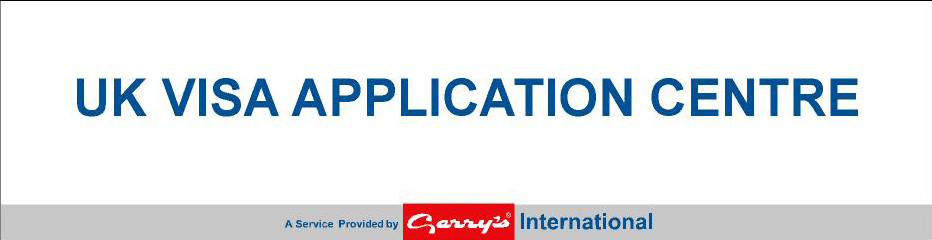 UK VISA APPLICATION CENTRE
A Service Provided by Gerry's® International